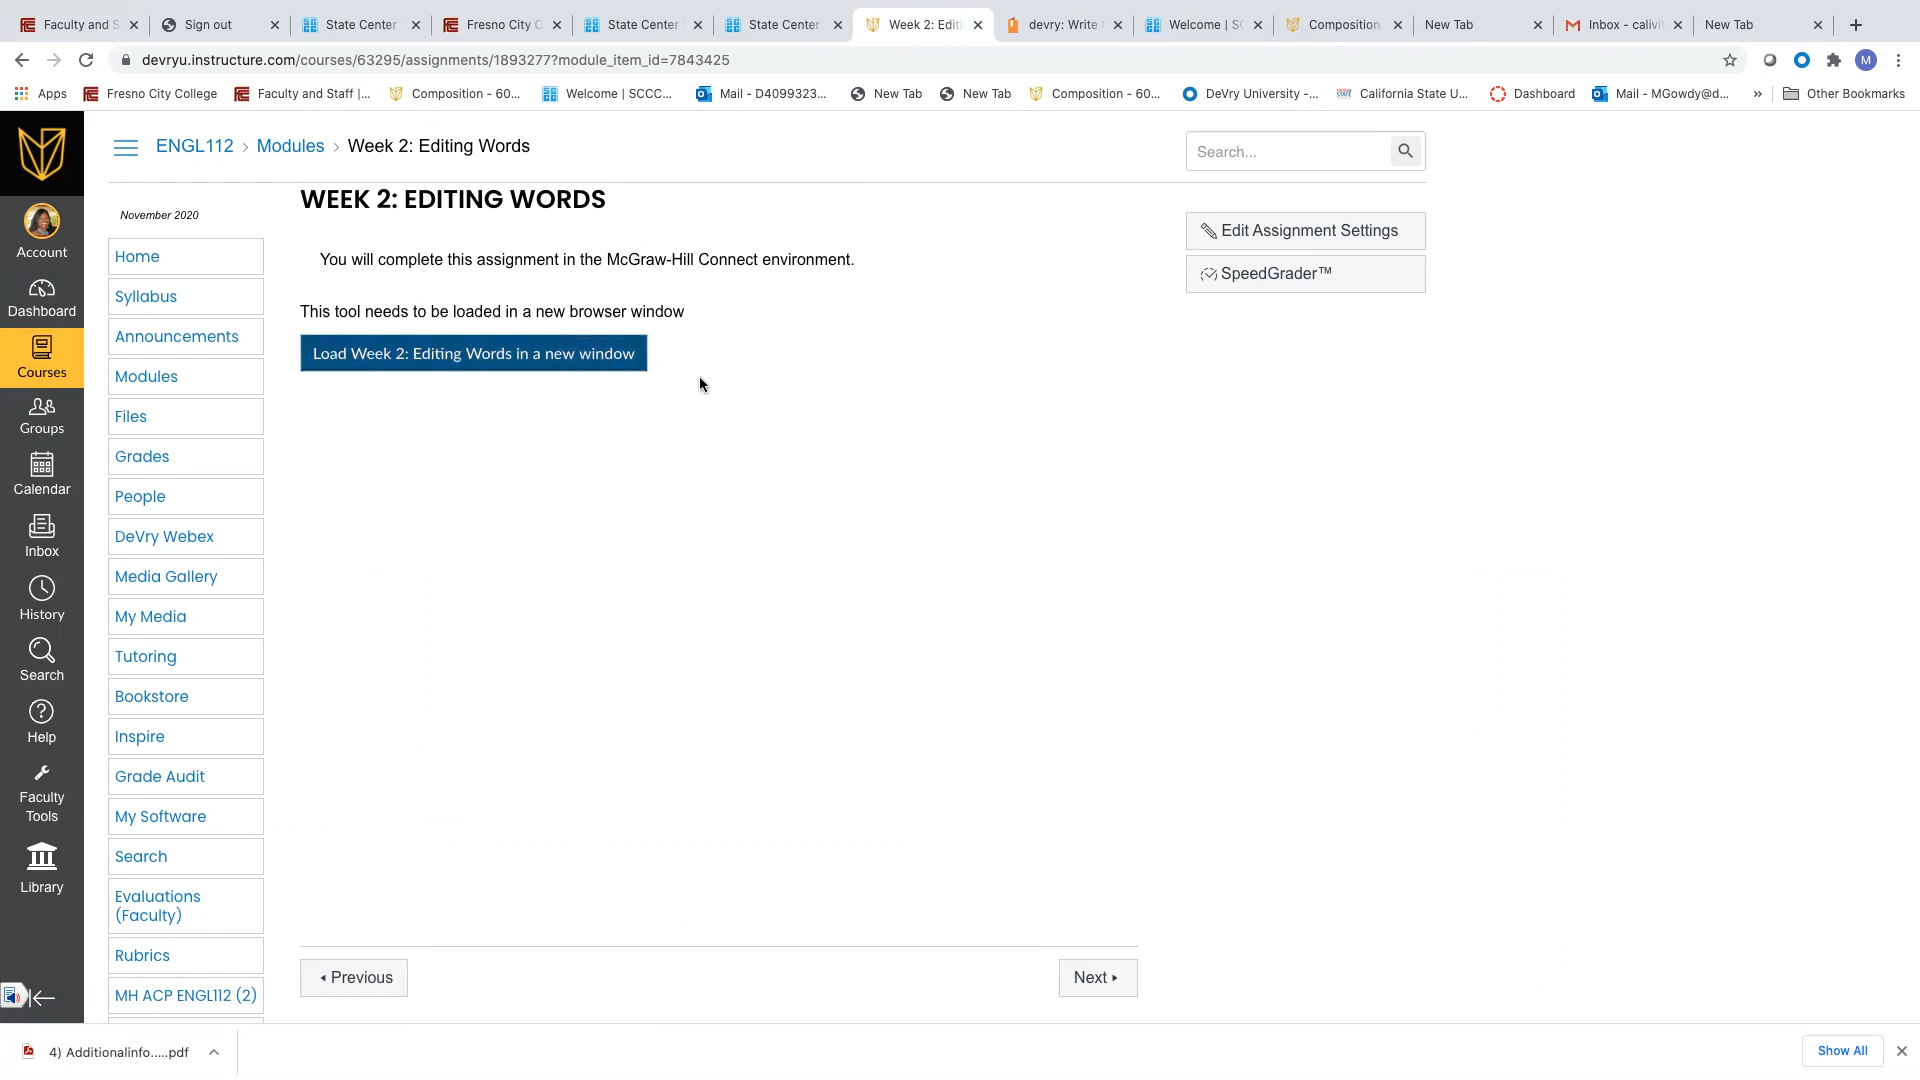 Faculty and S
Sign out
State Center
Fresno City C
State Center
State Center
Week 2: Editi
devry: Write
Welcome | SC
Composition
New Tab
Inbox - calivi
New Tab
devryu.instructure.com/courses/63295/assignments/1893277?module_item_id=7843425
M
Apps
Fresno City College
Faculty and Staff |...
Composition - 60...
Welcome | SCCC...
Mail - D4099323...
New Tab
New Tab
Composition - 60...
DeVry University -...
California State U...
Dashboard
Mail - MGowdy@d...
»
Other Bookmarks
ENGL112 > Modules > Week 2: Editing Words
Search...
November 2020
WEEK 2: EDITING WORDS
You will complete this assignment in the McGraw-Hill Connect environment.
This tool needs to be loaded in a new browser window
Load Week 2: Editing Words in a new window
Edit Assignment Settings
SpeedGrader™
Account
Dashboard
Courses
Groups
Calendar
Inbox
History
Search
Help
Faculty
Tools
Library
Home
Syllabus
Announcements
Modules
Files
Grades
People
DeVry Webex
Media Gallery
My Media
Tutoring
Bookstore
Inspire
Grade Audit
My Software
Search
Evaluations
(Faculty)
Rubrics
MH ACP ENGL112 (2)
Previous
Next
4) Additionalinfo.....pdf
Show All